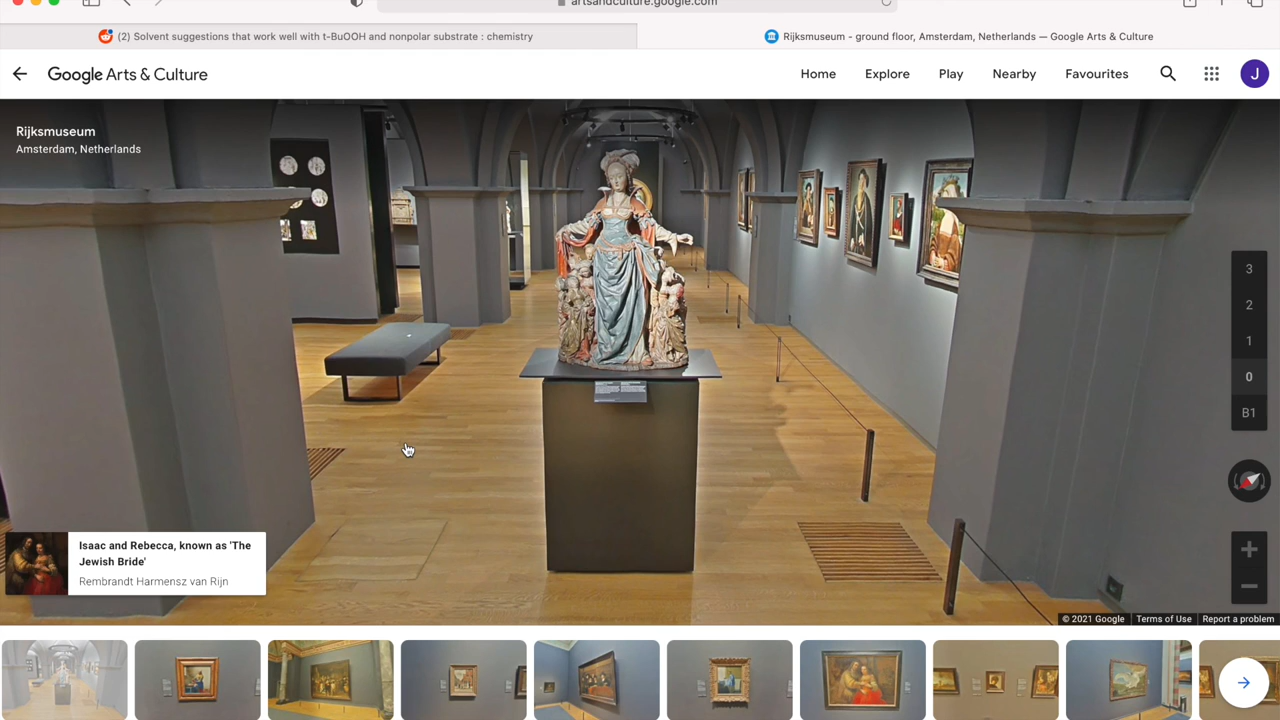 artsandculture.google.com
(2) Solvent suggestions that work well with t-BuOOH and nonpolar substrate : chemistry
Rijksmuseum - ground floor, Amsterdam, Netherlands — Google Arts & Culture
Google Arts & Culture
Home
Explore
Play
Nearby
Favourites
J
Rijksmuseum
Amsterdam, Netherlands
3
2
1
0
B1
Isaac and Rebecca, known as 'The
Jewish Bride'
Rembrandt Harmensz van Rijn
© 2021 Google
Terms of Use
Report a problem